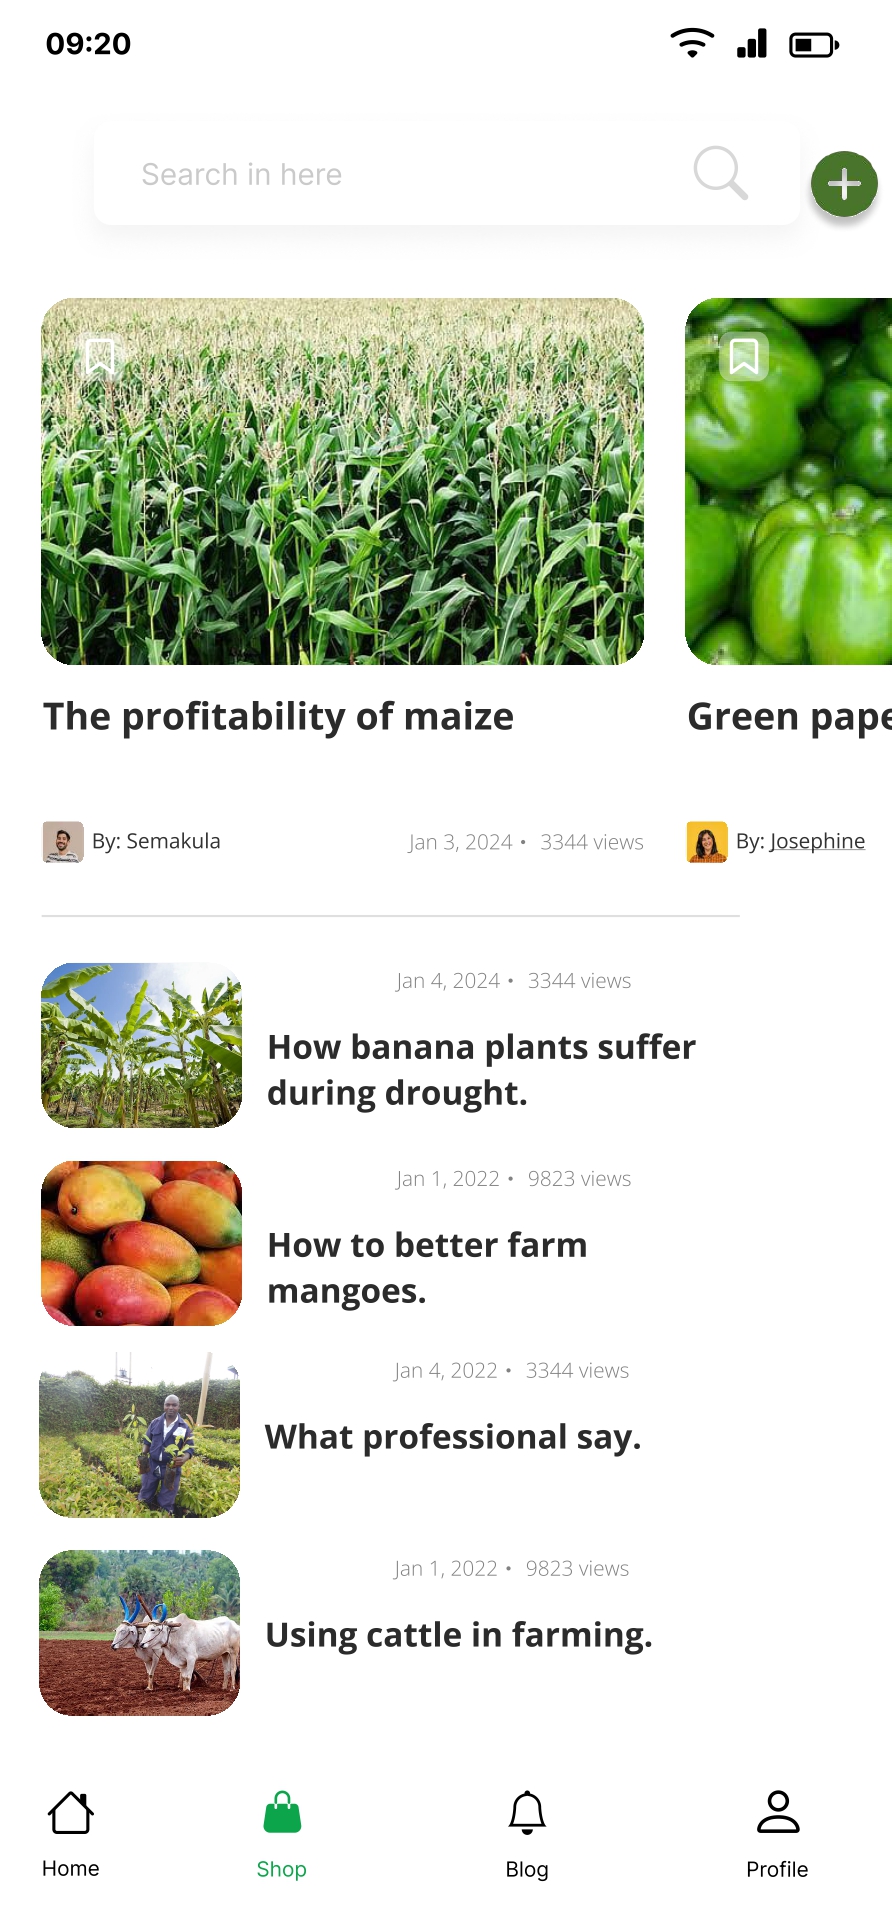 09:20
Search in here
The profitability of maize
Green pape
By: Semakula
Jan 3, 2024 • 3344 views
By: Josephine
Jan 4, 2024 • 3344 views
How banana plants suffer
during drought.
Jan 1, 2022 • 9823 views
How to better farm
mangoes.
Jan 4, 2022 • 3344 views
What professional say.
Jan 1, 2022 • 9823 views
Using cattle in farming.
Home
Shop
Blog
Profile